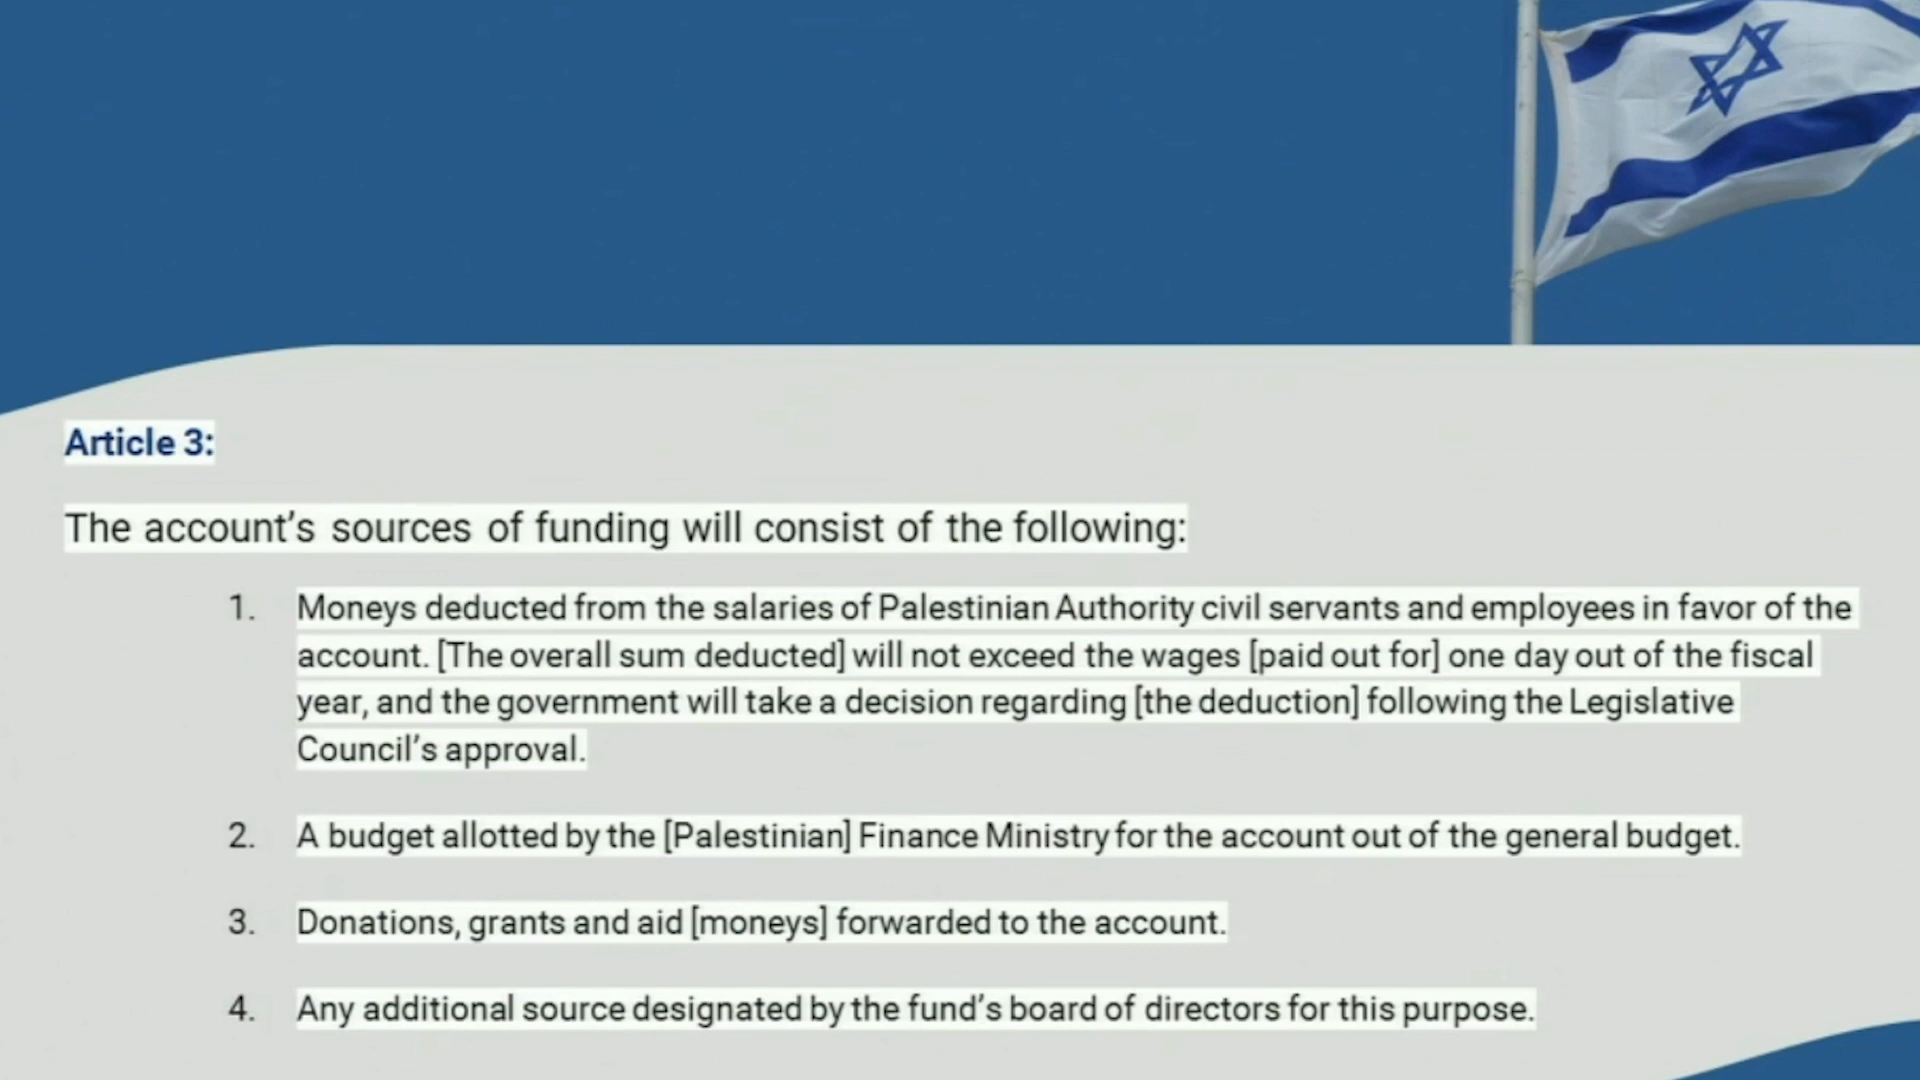 Article 3:
The account's sources of funding will consist of the following:
1. Moneys deducted from the salaries of Palestinian Authority civil servants and employees in favor of the
account. [The overall sum deducted] will not exceed the wages [paid out for] one day out of the fiscal
year, and the government will take a decision regarding [the deduction] following the Legislative
Council's approval.
2. A budget allotted by the [Palestinian] Finance Ministry for the account out of the general budget.
3. Donations, grants and aid [moneys] forwarded to the account.
4. Any additional source designated by the fund's board of directors for this purpose.